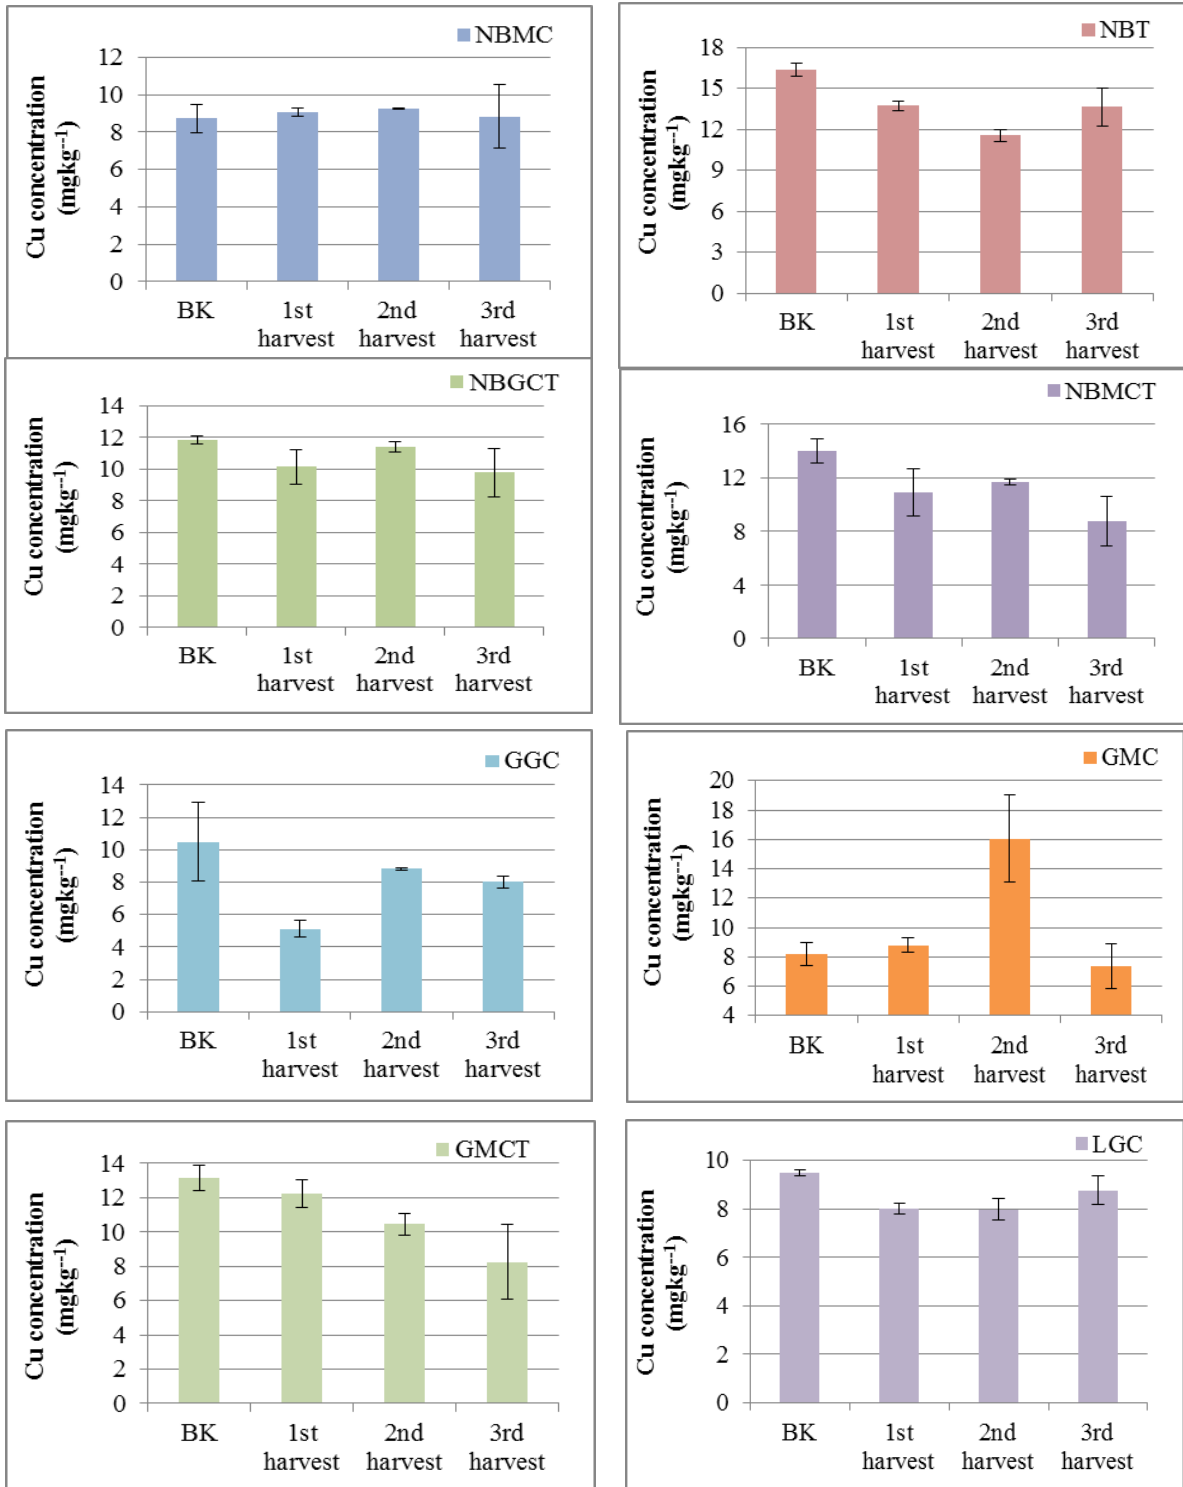 NBMC
Cu concentration
(mgkg⁻⁻¹)
12
10
8
6
4
2
0
BK
1st harvest
2nd harvest
3rd harvest
NBT
Cu concentration
(mgkg⁻⁻¹)
18
15
12
9
6
3
0
BK
1st harvest
2nd harvest
3rd harvest
NBGCT
Cu concentration
(mgkg⁻⁻¹)
14
12
10
8
6
4
2
0
BK
1st harvest
2nd harvest
3rd harvest
NBMCT
Cu concentration
(mgkg⁻⁻¹)
16
12
8
4
0
BK
1st harvest
2nd harvest
3rd harvest
GGC
Cu concentration
(mgkg⁻⁻¹)
14
12
10
8
6
4
2
0
BK
1st harvest
2nd harvest
3rd harvest
GMC
Cu concentration
(mgkg⁻⁻¹)
20
18
16
14
12
10
8
6
4
BK
1st harvest
2nd harvest
3rd harvest
GMCT
Cu concentration
(mgkg⁻⁻¹)
14
12
10
8
6
4
2
0
BK
1st harvest
2nd harvest
3rd harvest
LGC
Cu concentration
(mgkg⁻⁻¹)
10
8
6
4
2
0
BK
1st harvest
2nd harvest
3rd harvest